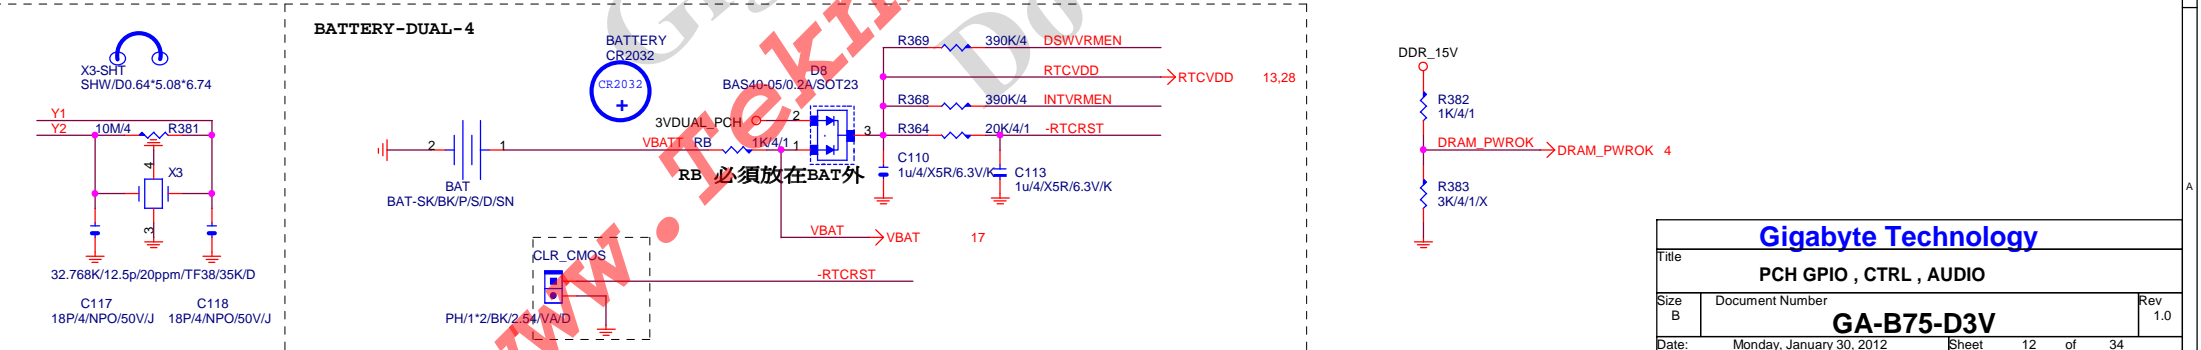 BATTERY-DUAL-4
X3-SHT
SHW/D0.64*5.08*6.74
Y1
Y2
10M/4
R381
4
X3
3
32.768K/12.5p/20ppm/TF38/35K/D
C117
18P/4/NPO/50V/J
C118
18P/4/NPO/50V/J
BATTERY
CR2032
CR2032
+
2
1
BAT
BAT-SK/BK/P/S/D/SN
3VDUAL_PCH
VBATT
RB
1K/4/1
D8
BAS40-05/0.2A/SOT23
2
1
3
RB 必須放在BAT外
R369
390K/4
DSWVRMEN
RTCVDD
RTCVDD
13,28
R368
390K/4
INTVRMEN
R364
20K/4/1
-RTCRST
C110
1u/4/X5R/6.3V/K
C113
1u/4/X5R/6.3V/K
VBAT
VBAT
17
CLR_CMOS
-RTCRST
PH/1*2/BK/2.54/VA/D
DDR_15V
R382
1K/4/1
DRAM_PWROK
DRAM_PWROK 4
R383
3K/4/1/X
A
Gigabyte Technology
Title
PCH GPIO , CTRL , AUDIO
Size
B
Document Number
GA-B75-D3V
Rev
1.0
Date: Monday, January 30, 2012
Sheet 12 of 34